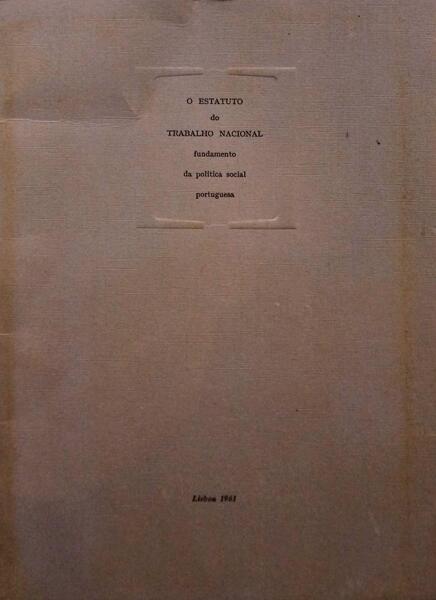 O ESTATUTO
do
TRABALHO NACIONAL
fundamento
da política social
portuguesa
Lisboa 1961